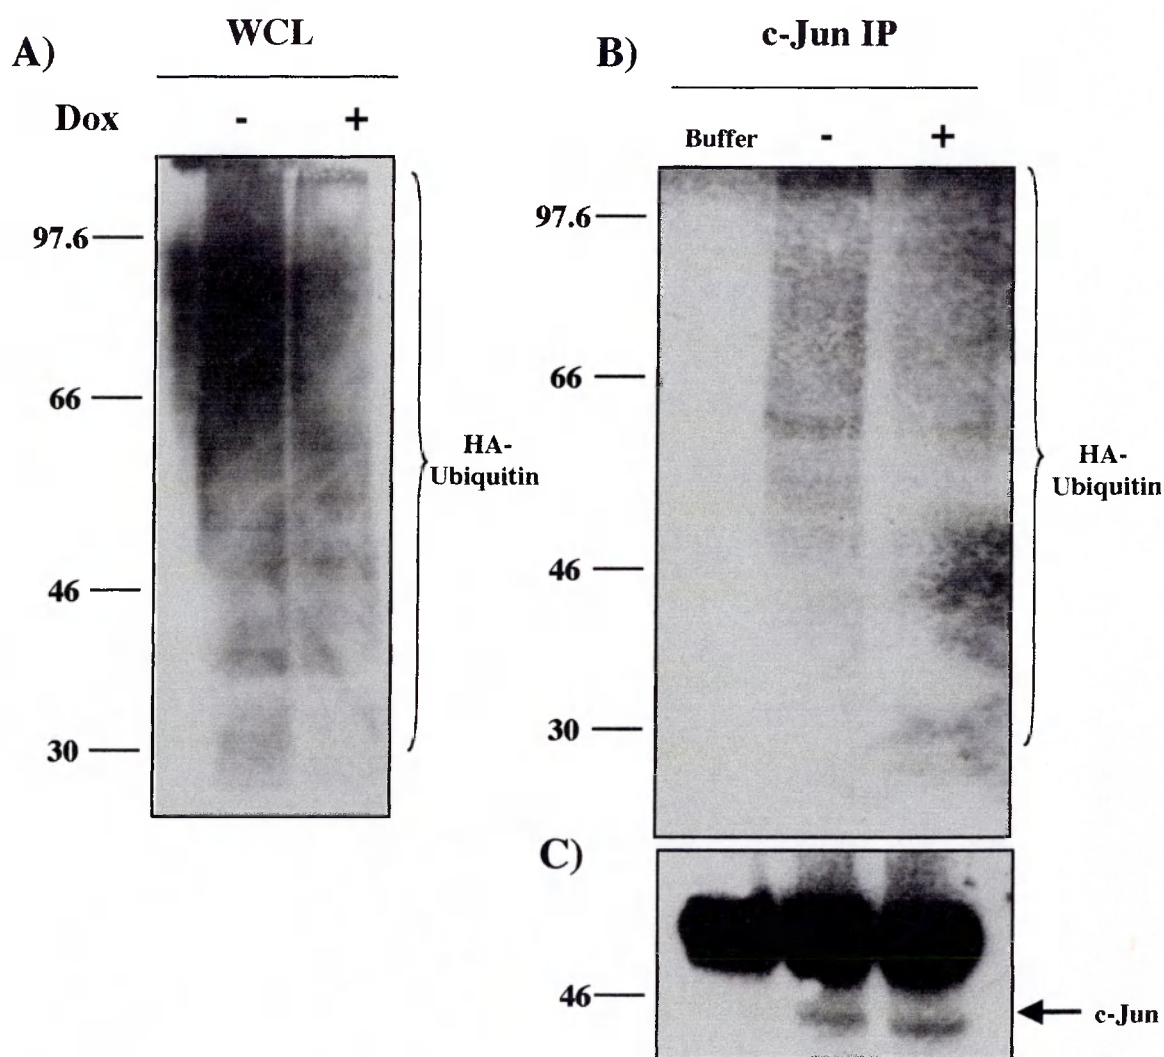 A)
WCL
Dox - +
97.6
66
46
30
HA-
Ubiquitin
B)
c-Jun IP
Buffer - +
97.6
66
46
30
HA-
Ubiquitin
C)
46
c-Jun